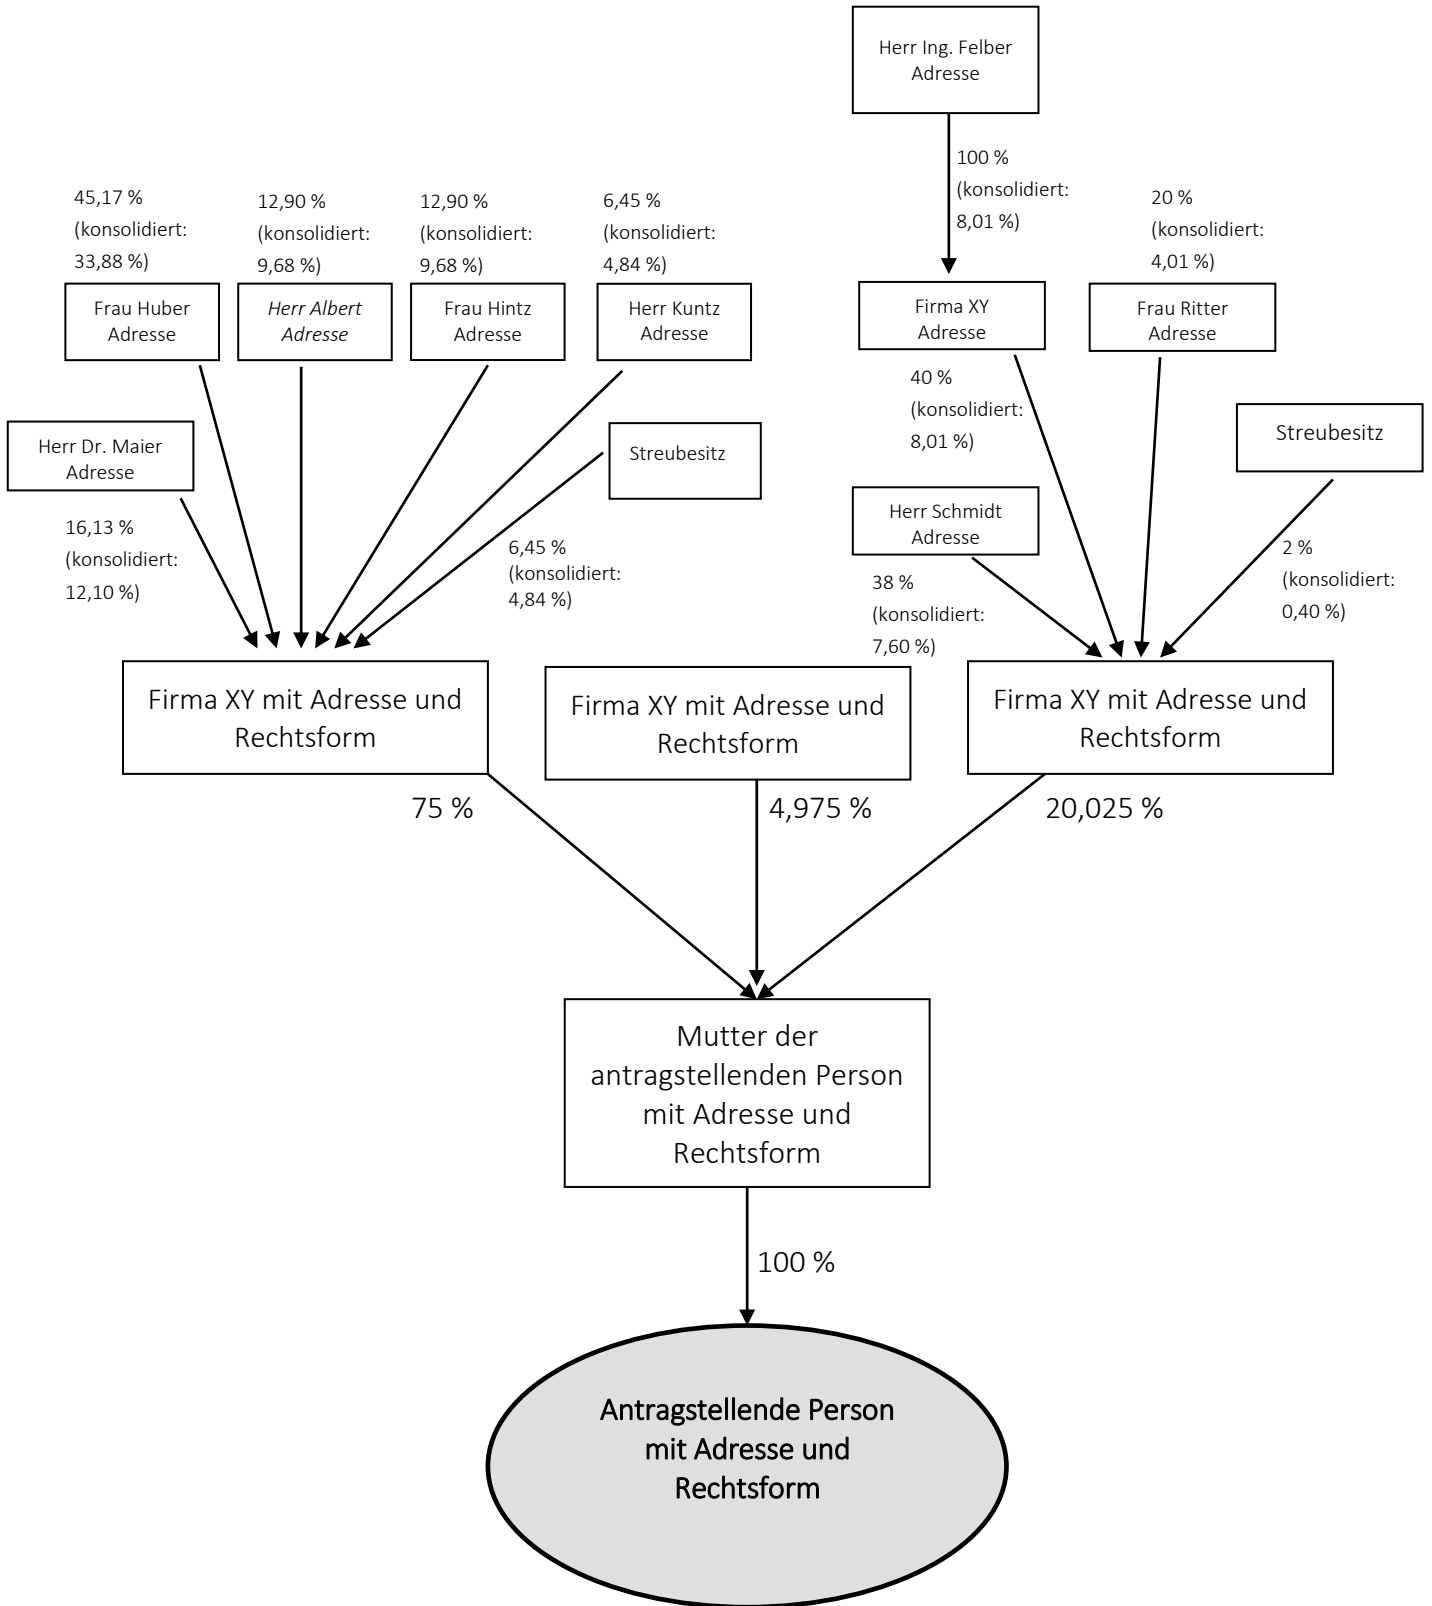 Herr Ing. Felber
Adresse
100 %
(konsolidiert:
8,01 %)
45,17 %
(konsolidiert:
33,88 %)
12,90 %
(konsolidiert:
9,68 %)
12,90 %
(konsolidiert:
9,68 %)
6,45 %
(konsolidiert:
4,84 %)
20 %
(konsolidiert:
4,01 %)
Frau Huber
Adresse
Herr Albert
Adresse
Frau Hintz
Adresse
Herr Kuntz
Adresse
Firma XY
Adresse
Frau Ritter
Adresse
40 %
(konsolidiert:
8,01 %)
Herr Dr. Maier
Adresse
Streubesitz
Streubesitz
16,13 %
(konsolidiert:
12,10 %)
6,45 %
(konsolidiert:
4,84 %)
Herr Schmidt
Adresse
38 %
(konsolidiert:
7,60 %)
2 %
(konsolidiert:
0,40 %)
Firma XY mit Adresse und
Rechtsform
Firma XY mit Adresse und
Rechtsform
Firma XY mit Adresse und
Rechtsform
75 %
4,975 %
20,025 %
Mutter der
antragstellenden Person
mit Adresse und
Rechtsform
100 %
Antragstellende Person
mit Adresse und
Rechtsform